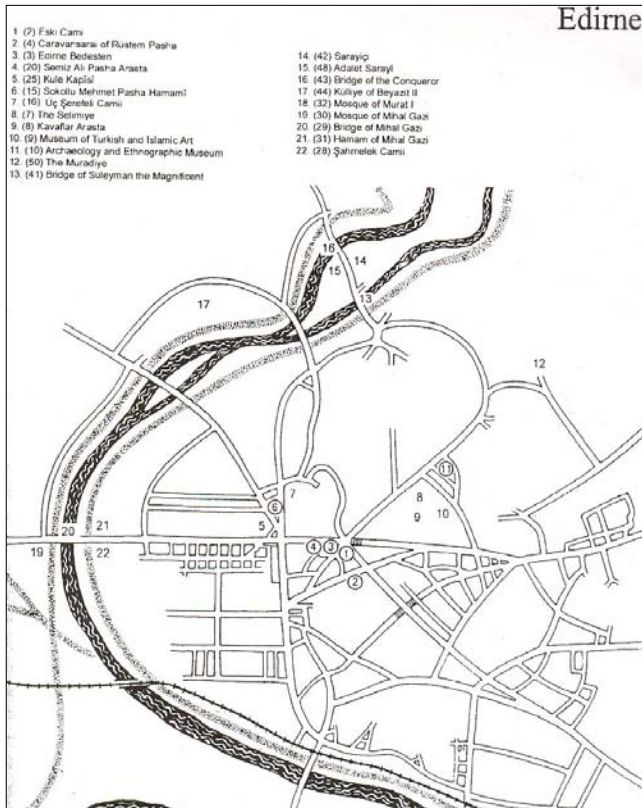 Edirne
1 (2) Eski Cami
2. (4) Caravansarai of Rüstem Pasha
3. (3) Edirne Bedesten
4. (20) Semiz Ali Pasha Arasta
5. (25) Kule Kapîsî
6. (15) Sokollu Mehmet Pasha Hamamî
7 (16) Üç Şerefeli Camii
8. (7) The Selimiye
9. (8) Kavaflar Arasta
10. (9) Museum of Turkish and Islamic Art
11. (10) Archaeology and Ethnographic Museum
12. (50) The Muradiye
13. (41) Bridge of Suleyman the Magnificent
14. (42) Sarayiçi
15. (48) Adalet Sarayî
16 (43) Bridge of the Conqueror
17. (44) Külliye of Beyazit II
18. (32) Mosque of Murat I
19 (30) Mosque of Mihal Gazi
20. (29) Bridge of Mihal Gazi
21. (31) Hamam of Mihal Gazi
22 (28) Şahmelek Camii
16
14
15
13
17
12
11
7
8
6
10
9
21
20
5
4
3
1
19
22
2